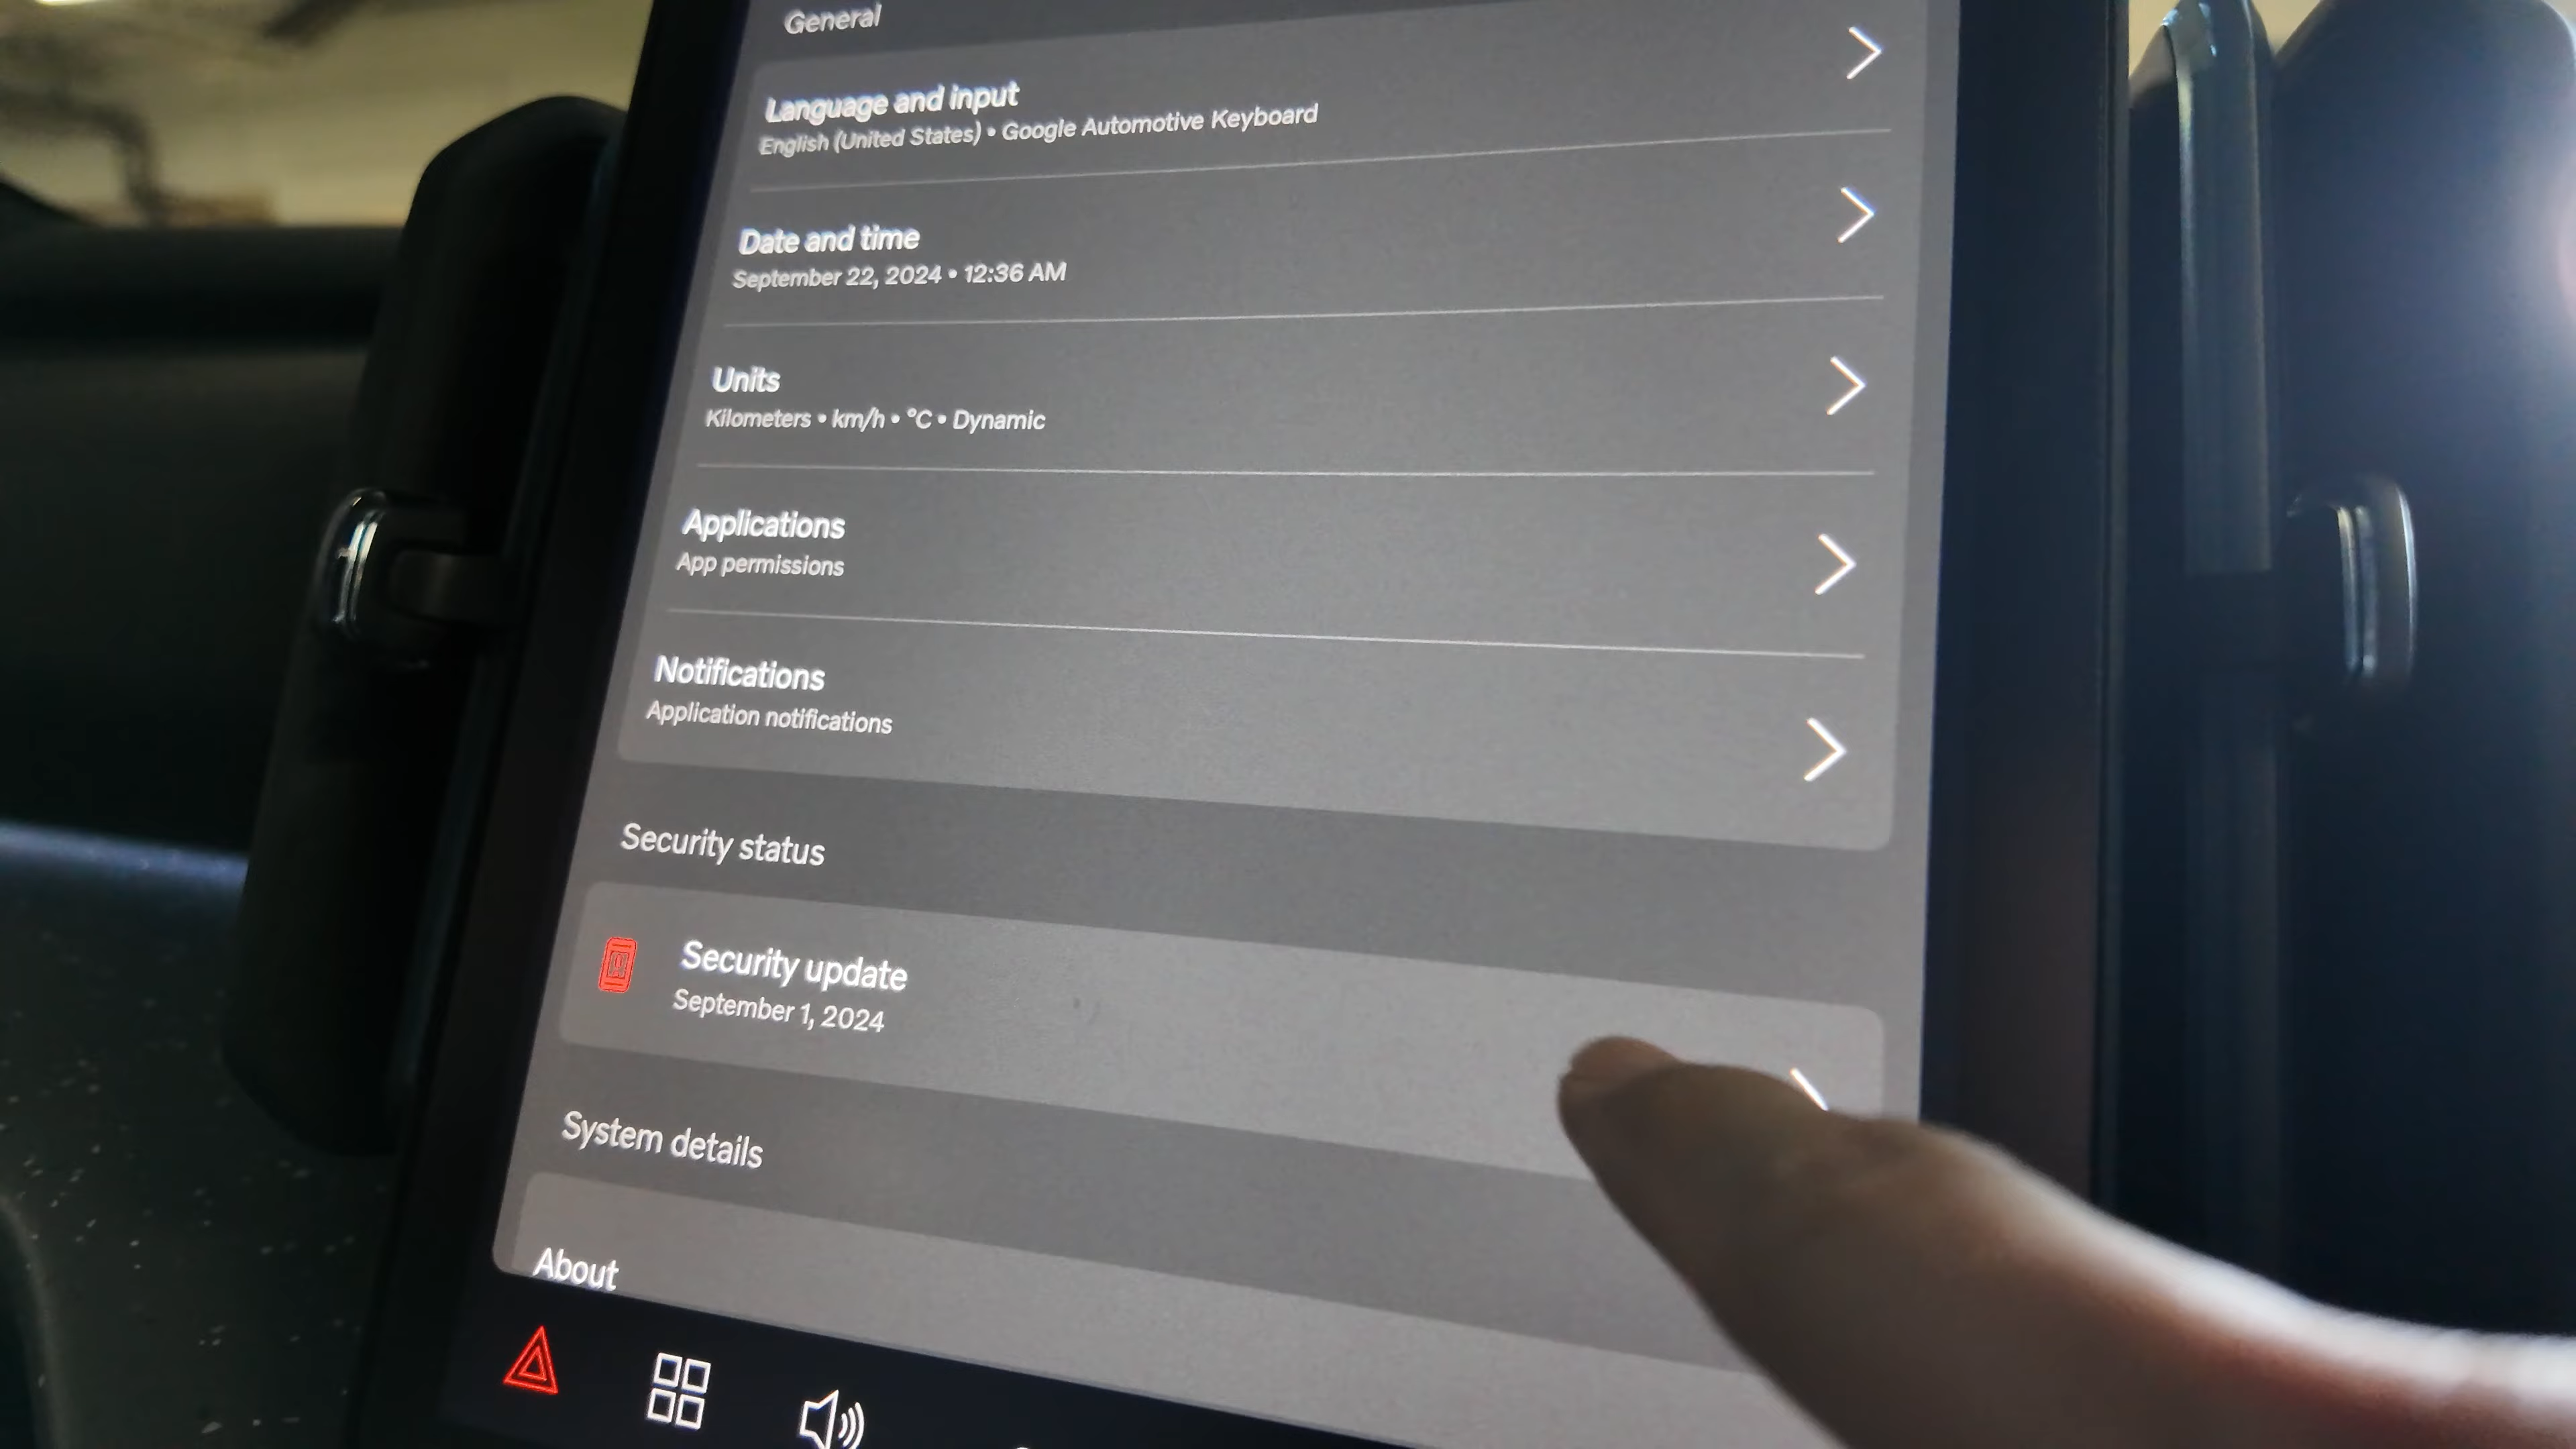 General
Language and input
English (United States) • Google Automotive Keyboard
Date and time
September 22, 2024 • 12:36 AM
Units
Kilometers • km/h • °C • Dynamic
Applications
App permissions
Notifications
Application notifications
Security status
Security update
September 1, 2024
System details
About